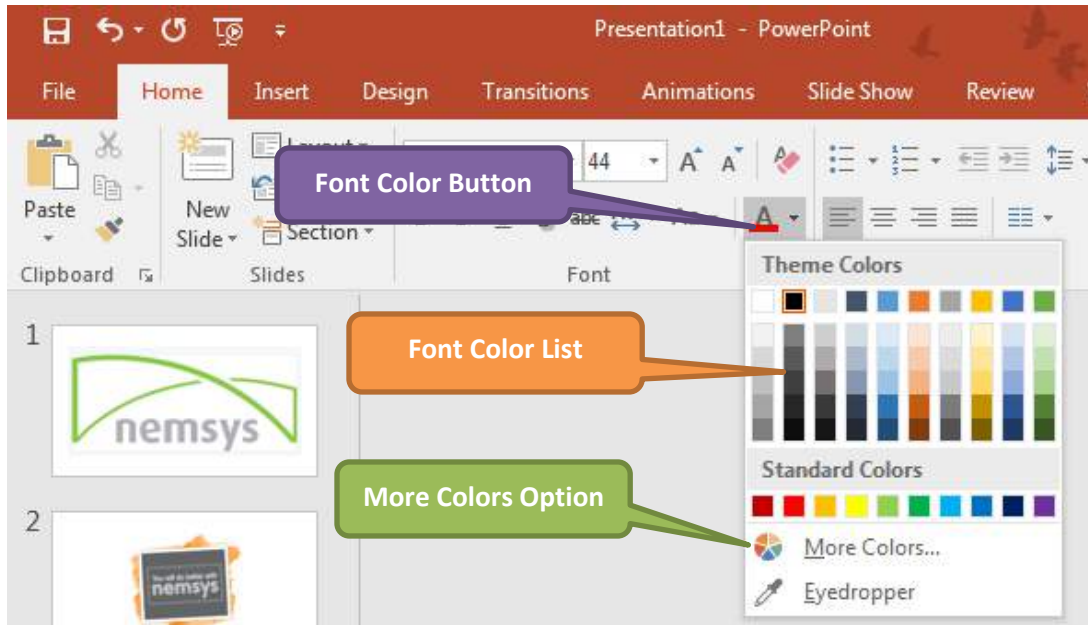 Presentation1 - PowerPoint
File Home Insert Design Transitions Animations Slide Show Review
Paste
New
Slide
Section
44
A A
abc
A
Clipboard
Slides
Font
Font Color Button
Theme Colors
Font Color List
Standard Colors
More Colors Option
More Colors...
Eyedropper
1
nemsys
2
nemsys